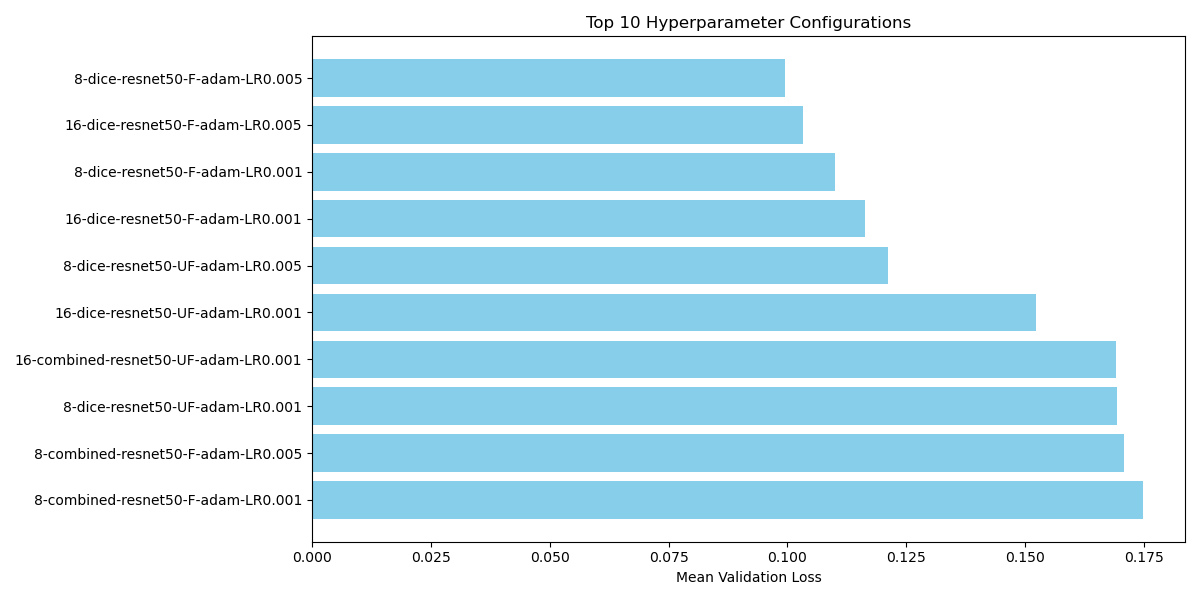 Top 10 Hyperparameter Configurations
8-dice-resnet50-F-adam-LR0.005
16-dice-resnet50-F-adam-LR0.005
8-dice-resnet50-F-adam-LR0.001
16-dice-resnet50-F-adam-LR0.001
8-dice-resnet50-UF-adam-LR0.005
16-dice-resnet50-UF-adam-LR0.001
16-combined-resnet50-UF-adam-LR0.001
8-dice-resnet50-UF-adam-LR0.001
8-combined-resnet50-F-adam-LR0.005
8-combined-resnet50-F-adam-LR0.001
0.000 0.025 0.050 0.075 0.100 0.125 0.150 0.175
Mean Validation Loss